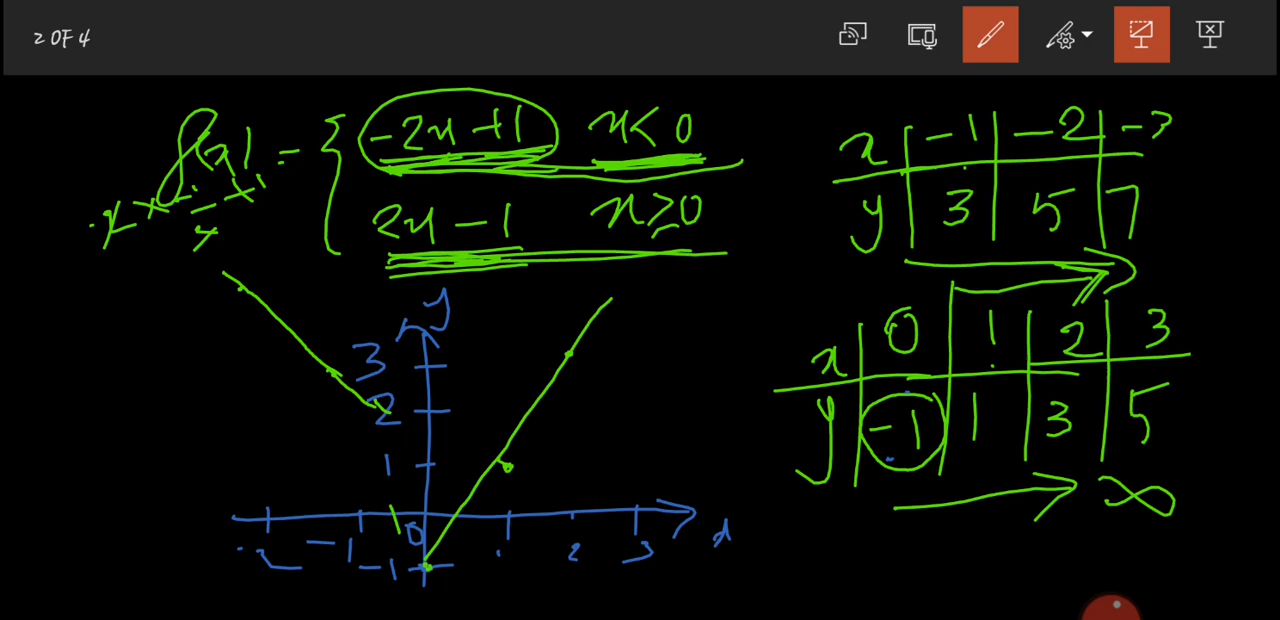 2 OF 4
f(x) = { -2x + 1 x < 0
2x - 1 x ≥ 0
x | -1 | -2 | -3
y | 3 | 5 | 7
x | 0 | 1 | 2 | 3
y | -1 | 1 | 3 | 5
∞
y
3
2
1
0
-2 -1 2 3 x
-1